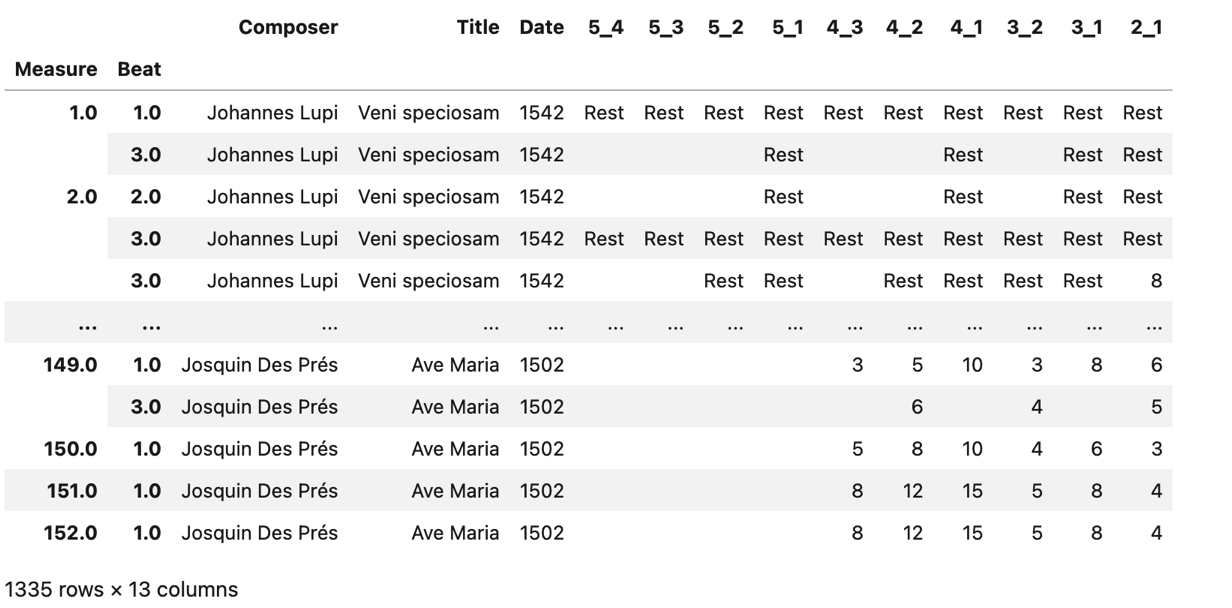 Composer Title Date 5_4 5_3 5_2 5_1 4_3 4_2 4_1 3_2 3_1 2_1
Measure Beat
1.0 1.0 Johannes Lupi Veni speciosam 1542 Rest Rest Rest Rest Rest Rest Rest Rest Rest Rest
3.0 Johannes Lupi Veni speciosam 1542 Rest Rest Rest Rest
2.0 2.0 Johannes Lupi Veni speciosam 1542 Rest Rest Rest Rest
3.0 Johannes Lupi Veni speciosam 1542 Rest Rest Rest Rest Rest Rest Rest Rest Rest Rest
3.0 Johannes Lupi Veni speciosam 1542 Rest Rest Rest Rest Rest Rest 8
... ... ... ... ... ... ... ... ... ... ... ... ... ... ...
149.0 1.0 Josquin Des Prés Ave Maria 1502 3 5 10 3 8 6
3.0 Josquin Des Prés Ave Maria 1502 6 4 5
150.0 1.0 Josquin Des Prés Ave Maria 1502 5 8 10 4 6 3
151.0 1.0 Josquin Des Prés Ave Maria 1502 8 12 15 5 8 4
152.0 1.0 Josquin Des Prés Ave Maria 1502 8 12 15 5 8 4
1335 rows × 13 columns